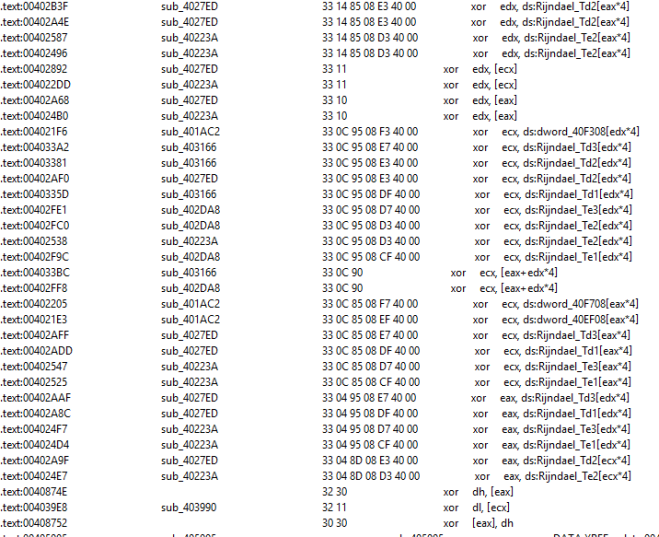 .text:00402B3F sub_4027ED 33 14 85 08 E3 40 00 xor edx, ds:Rijndael_Td2[eax*4]
.text:00402A4E sub_4027ED 33 14 85 08 E3 40 00 xor edx, ds:Rijndael_Td2[eax*4]
.text:00402587 sub_40223A 33 14 85 08 D3 40 00 xor edx, ds:Rijndael_Te2[eax*4]
.text:00402496 sub_40223A 33 14 85 08 D3 40 00 xor edx, ds:Rijndael_Te2[eax*4]
.text:00402892 sub_4027ED 33 11 xor edx, [ecx]
.text:004022DD sub_40223A 33 11 xor edx, [ecx]
.text:00402A68 sub_4027ED 33 10 xor edx, [eax]
.text:004024B0 sub_40223A 33 10 xor edx, [eax]
.text:004021F6 sub_401AC2 33 0C 95 08 F3 40 00 xor ecx, ds:dword_40F308[edx*4]
.text:004033A2 sub_403166 33 0C 95 08 E7 40 00 xor ecx, ds:Rijndael_Td3[edx*4]
.text:00403381 sub_403166 33 0C 95 08 E3 40 00 xor ecx, ds:Rijndael_Td2[edx*4]
.text:00402AF0 sub_4027ED 33 0C 95 08 E3 40 00 xor ecx, ds:Rijndael_Td2[edx*4]
.text:0040335D sub_403166 33 0C 95 08 DF 40 00 xor ecx, ds:Rijndael_Td1[edx*4]
.text:00402FE1 sub_402DA8 33 0C 95 08 D7 40 00 xor ecx, ds:Rijndael_Te3[edx*4]
.text:00402FC0 sub_402DA8 33 0C 95 08 D3 40 00 xor ecx, ds:Rijndael_Te2[edx*4]
.text:00402538 sub_40223A 33 0C 95 08 D3 40 00 xor ecx, ds:Rijndael_Te2[edx*4]
.text:00402F9C sub_402DA8 33 0C 95 08 CF 40 00 xor ecx, ds:Rijndael_Te1[edx*4]
.text:004033BC sub_403166 33 0C 90 xor ecx, [eax+edx*4]
.text:00402FF8 sub_402DA8 33 0C 90 xor ecx, [eax+edx*4]
.text:00402205 sub_401AC2 33 0C 85 08 F7 40 00 xor ecx, ds:dword_40F708[eax*4]
.text:004021E3 sub_401AC2 33 0C 85 08 EF 40 00 xor ecx, ds:dword_40EF08[eax*4]
.text:00402AFF sub_4027ED 33 0C 85 08 E7 40 00 xor ecx, ds:Rijndael_Td3[eax*4]
.text:00402ADD sub_4027ED 33 0C 85 08 DF 40 00 xor ecx, ds:Rijndael_Td1[eax*4]
.text:00402547 sub_40223A 33 0C 85 08 D7 40 00 xor ecx, ds:Rijndael_Te3[eax*4]
.text:00402525 sub_40223A 33 0C 85 08 CF 40 00 xor ecx, ds:Rijndael_Te1[eax*4]
.text:00402AAF sub_4027ED 33 04 95 08 E7 40 00 xor eax, ds:Rijndael_Td3[edx*4]
.text:00402A8C sub_4027ED 33 04 95 08 DF 40 00 xor eax, ds:Rijndael_Td1[edx*4]
.text:004024F7 sub_40223A 33 04 95 08 D7 40 00 xor eax, ds:Rijndael_Te3[edx*4]
.text:004024D4 sub_40223A 33 04 95 08 CF 40 00 xor eax, ds:Rijndael_Te1[edx*4]
.text:00402A9F sub_4027ED 33 04 8D 08 E3 40 00 xor eax, ds:Rijndael_Td2[ecx*4]
.text:004024E7 sub_40223A 33 04 8D 08 D3 40 00 xor eax, ds:Rijndael_Te2[ecx*4]
.text:0040874E 32 30 xor dh, [eax]
.text:004039E8 sub_403990 32 11 xor dl, [ecx]
.text:00408752 30 30 xor [eax], dh